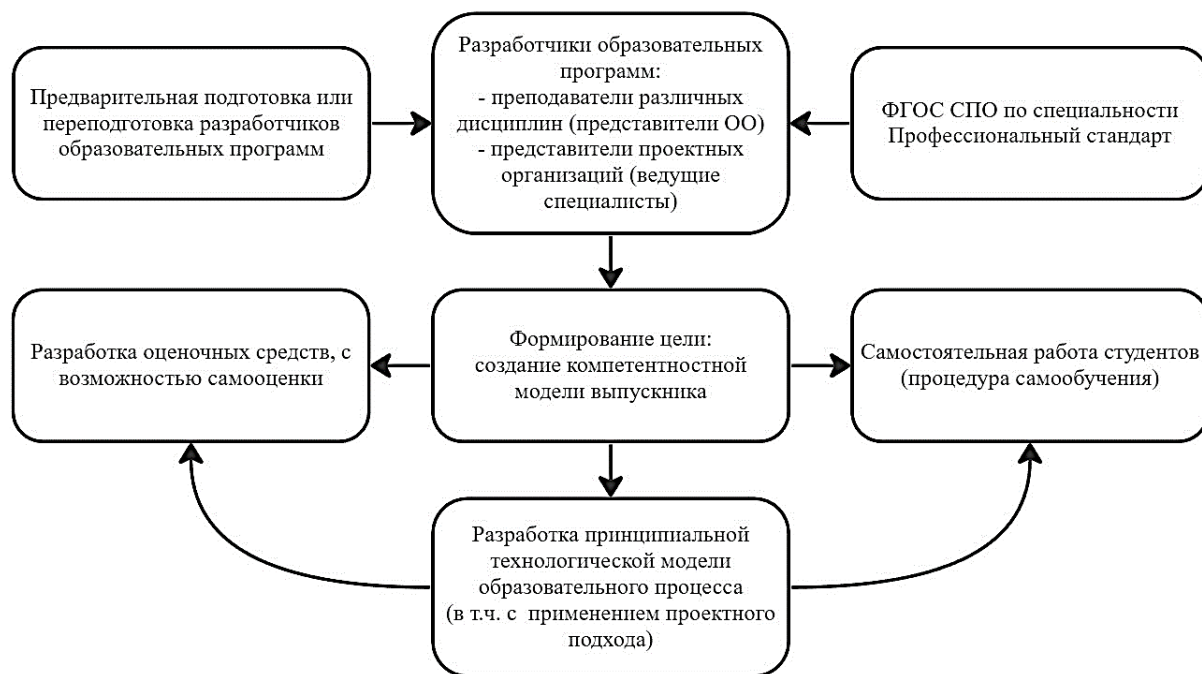 Предварительная подготовка или
переподготовка разработчиков
образовательных программ
Разработчики образовательных
программ:
- преподаватели различных
дисциплин (представители ОО)
- представители проектных
организаций (ведущие
специалисты)
ФГОС СПО по специальности
Профессиональный стандарт
Разработка оценочных средств, с
возможностью самооценки
Формирование цели:
создание компетентностной
модели выпускника
Самостоятельная работа студентов
(процедура самообучения)
Разработка принципиальной
технологической модели
образовательного процесса
(в т.ч. с применением проектного
подхода)